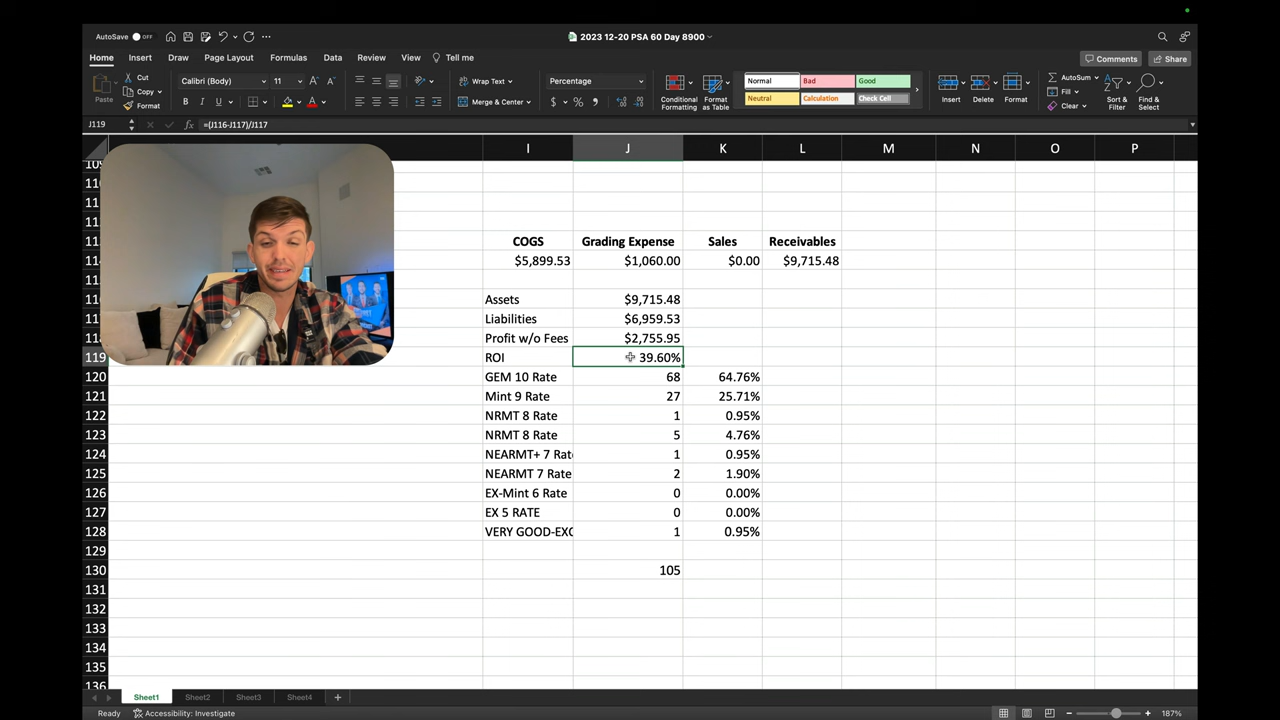 AutoSave OFF
2023 12-20 PSA 60 Day 8900
Home Insert Draw Page Layout Formulas Data Review View Tell me
Comments Share
Paste
Cut
Copy
Format
Calibri (Body) 11
B I U
Wrap Text
Merge & Center
Percentage
$ % 
Conditional Formatting
Format as Table
Normal Bad Good
Neutral Calculation Check Cell
Insert Delete Format
AutoSum
Fill
Clear
Sort & Filter
Find & Select
J119 fx =(J116-J117)/J117
I J K L M N O P
COGS Grading Expense Sales Receivables
$5,899.53 $1,060.00 $0.00 $9,715.48
Assets $9,715.48
Liabilities $6,959.53
Profit w/o Fees $2,755.95
119 ROI 39.60%
120 GEM 10 Rate 68 64.76%
121 Mint 9 Rate 27 25.71%
122 NRMT 8 Rate 1 0.95%
123 NRMT 8 Rate 5 4.76%
124 NEARMT+ 7 Rat 1 0.95%
125 NEARMT 7 Rate 2 1.90%
126 EX-Mint 6 Rate 0 0.00%
127 EX 5 RATE 0 0.00%
128 VERY GOOD-EXC 1 0.95%
129
130 105
131
132
133
134
135
136
Sheet1 Sheet2 Sheet3 Sheet4 +
Ready Accessibility: Investigate 187%